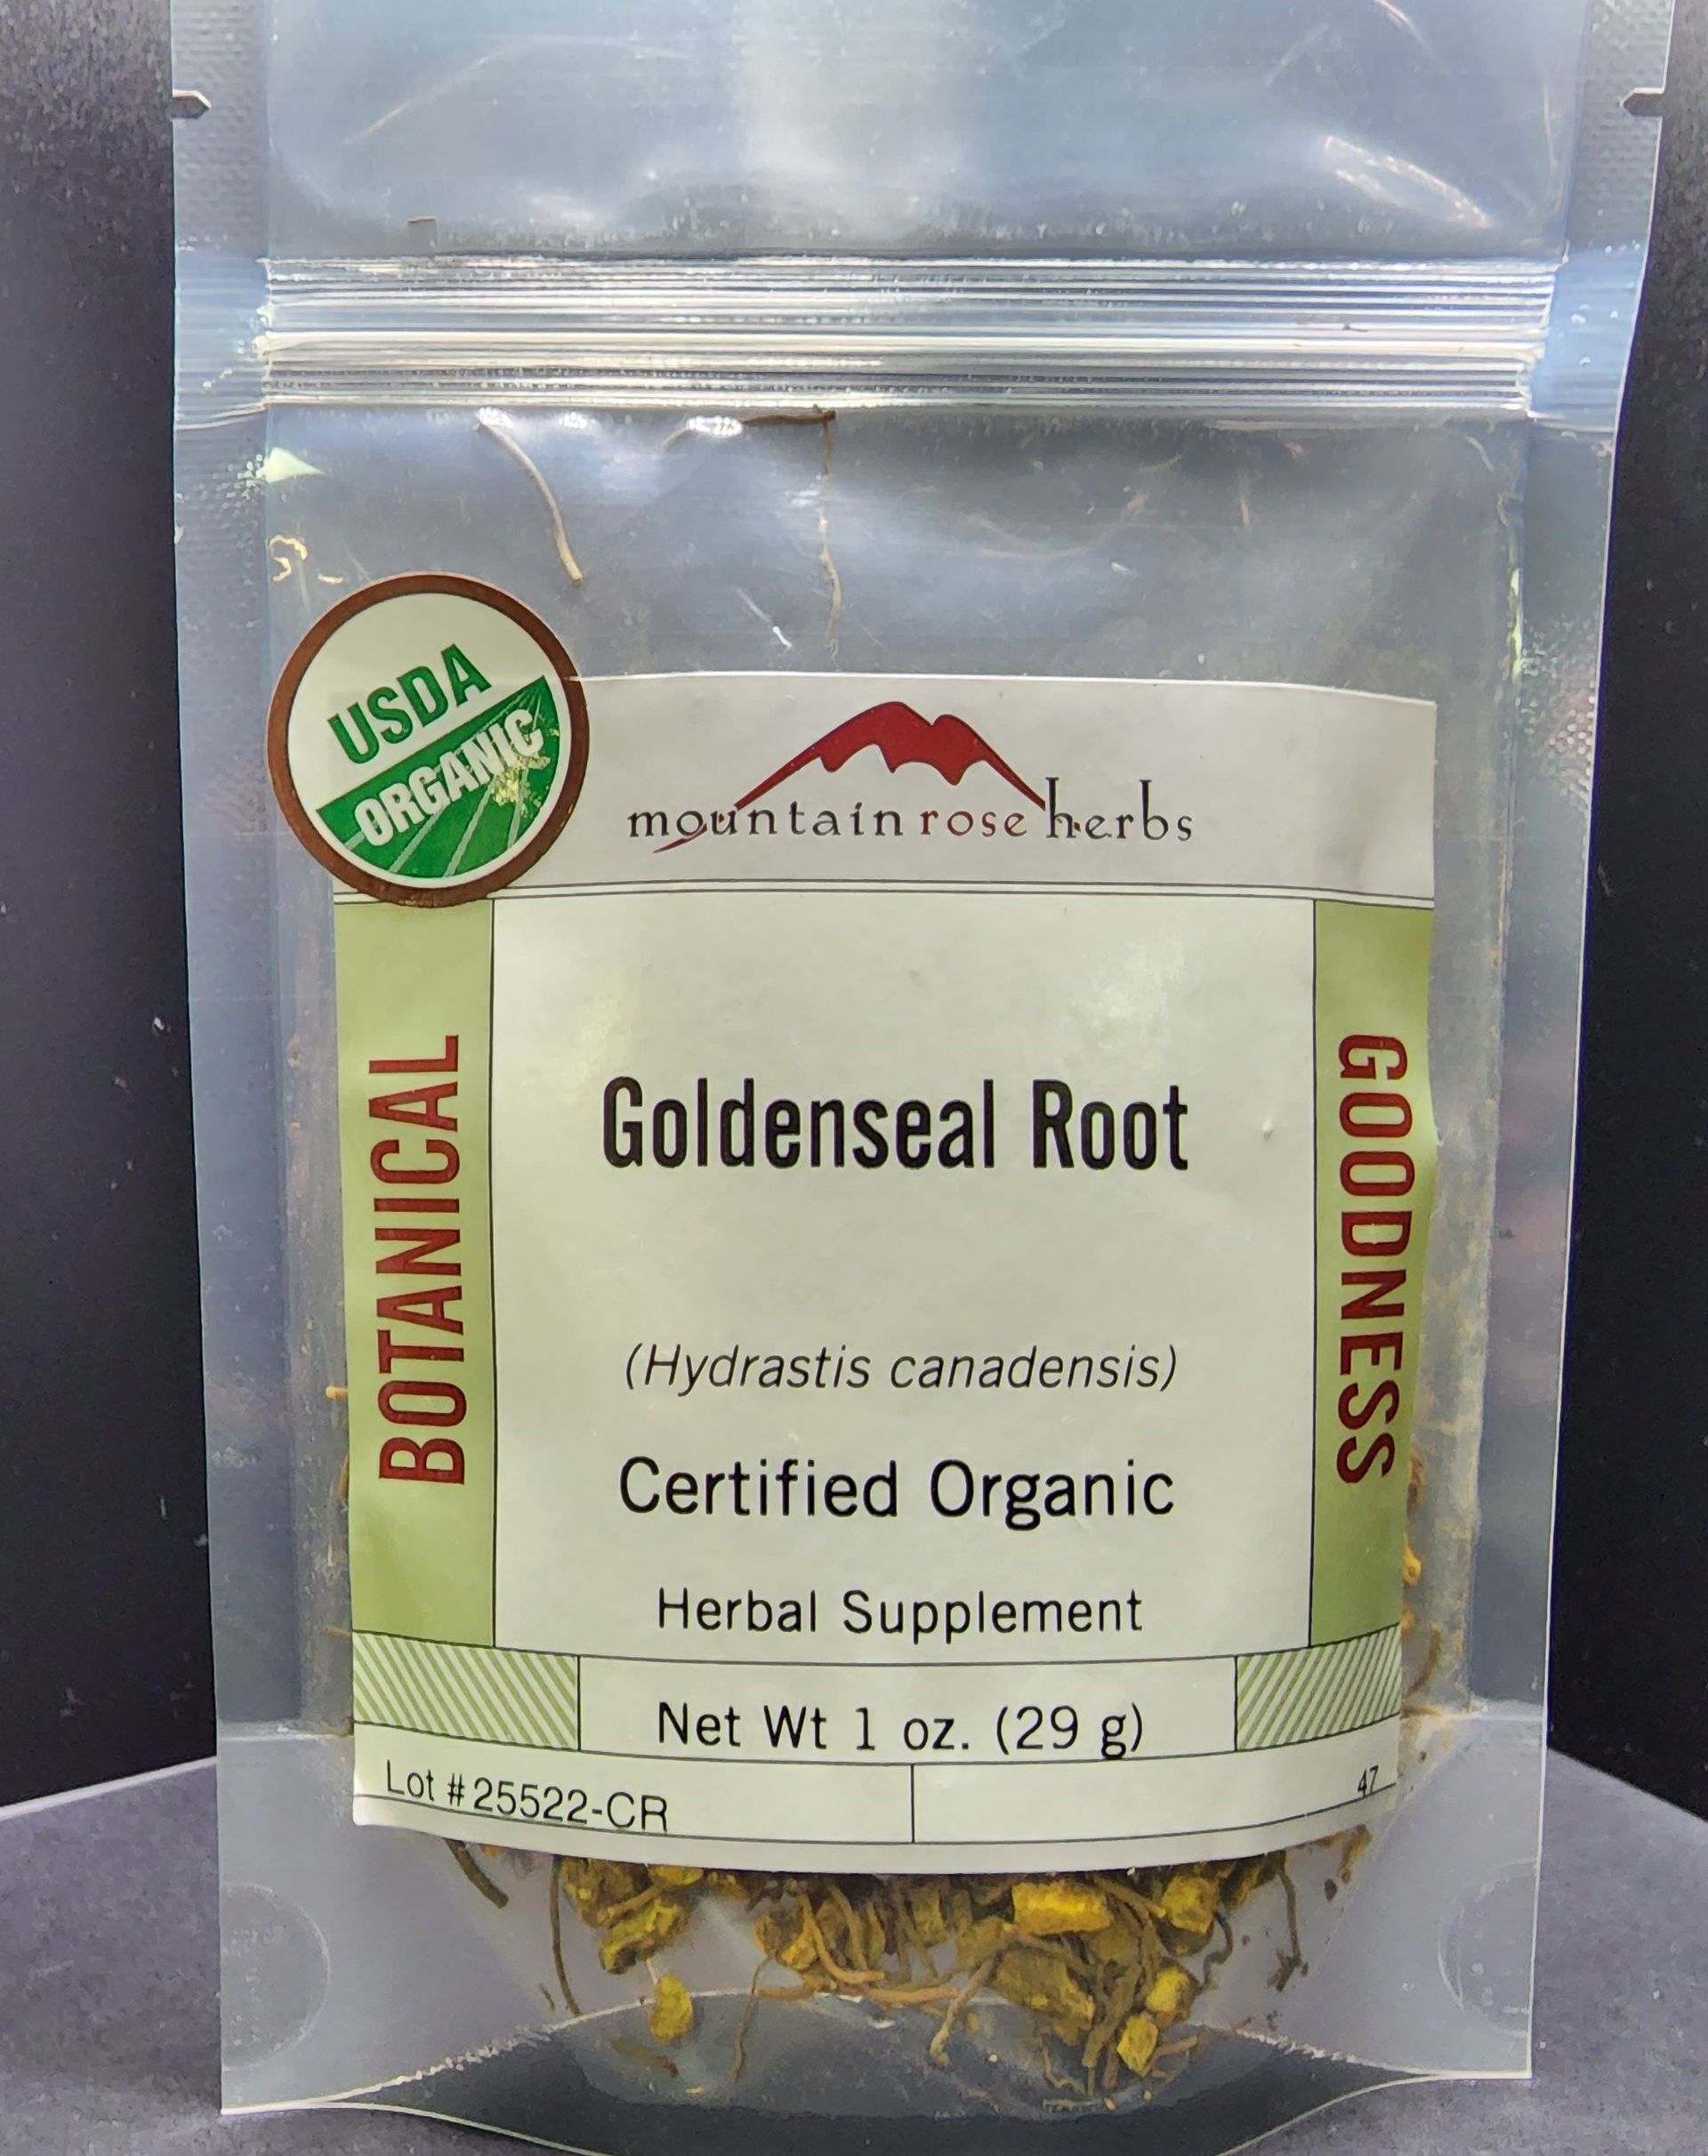 USDA
ORGANIC
mountain rose herbs
BOTANICAL
GOODNESS
Goldenseal Root
(Hydrastis canadensis)
Certified Organic
Herbal Supplement
Net Wt 1 oz. (29 g)
Lot # 25522-CR
47